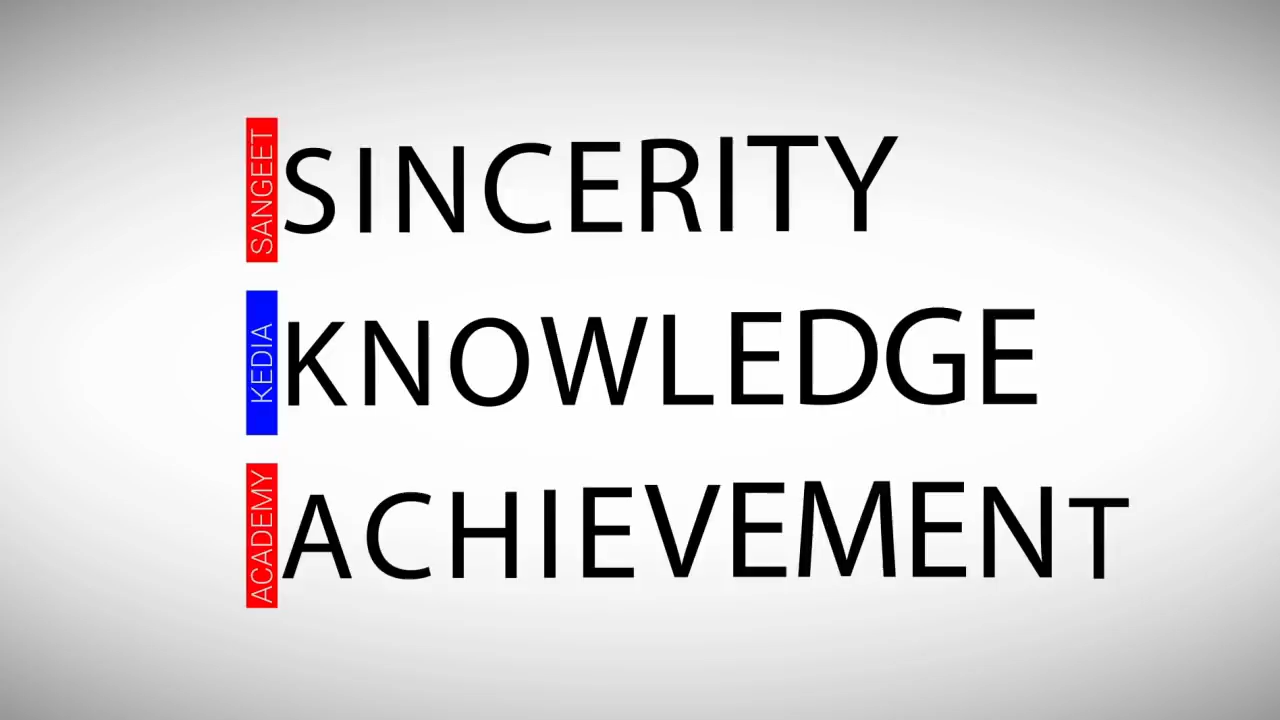 SANGEET
SINCERITY
KEDIA
KNOWLEDGE
ACADEMY
ACHIEVEMENT